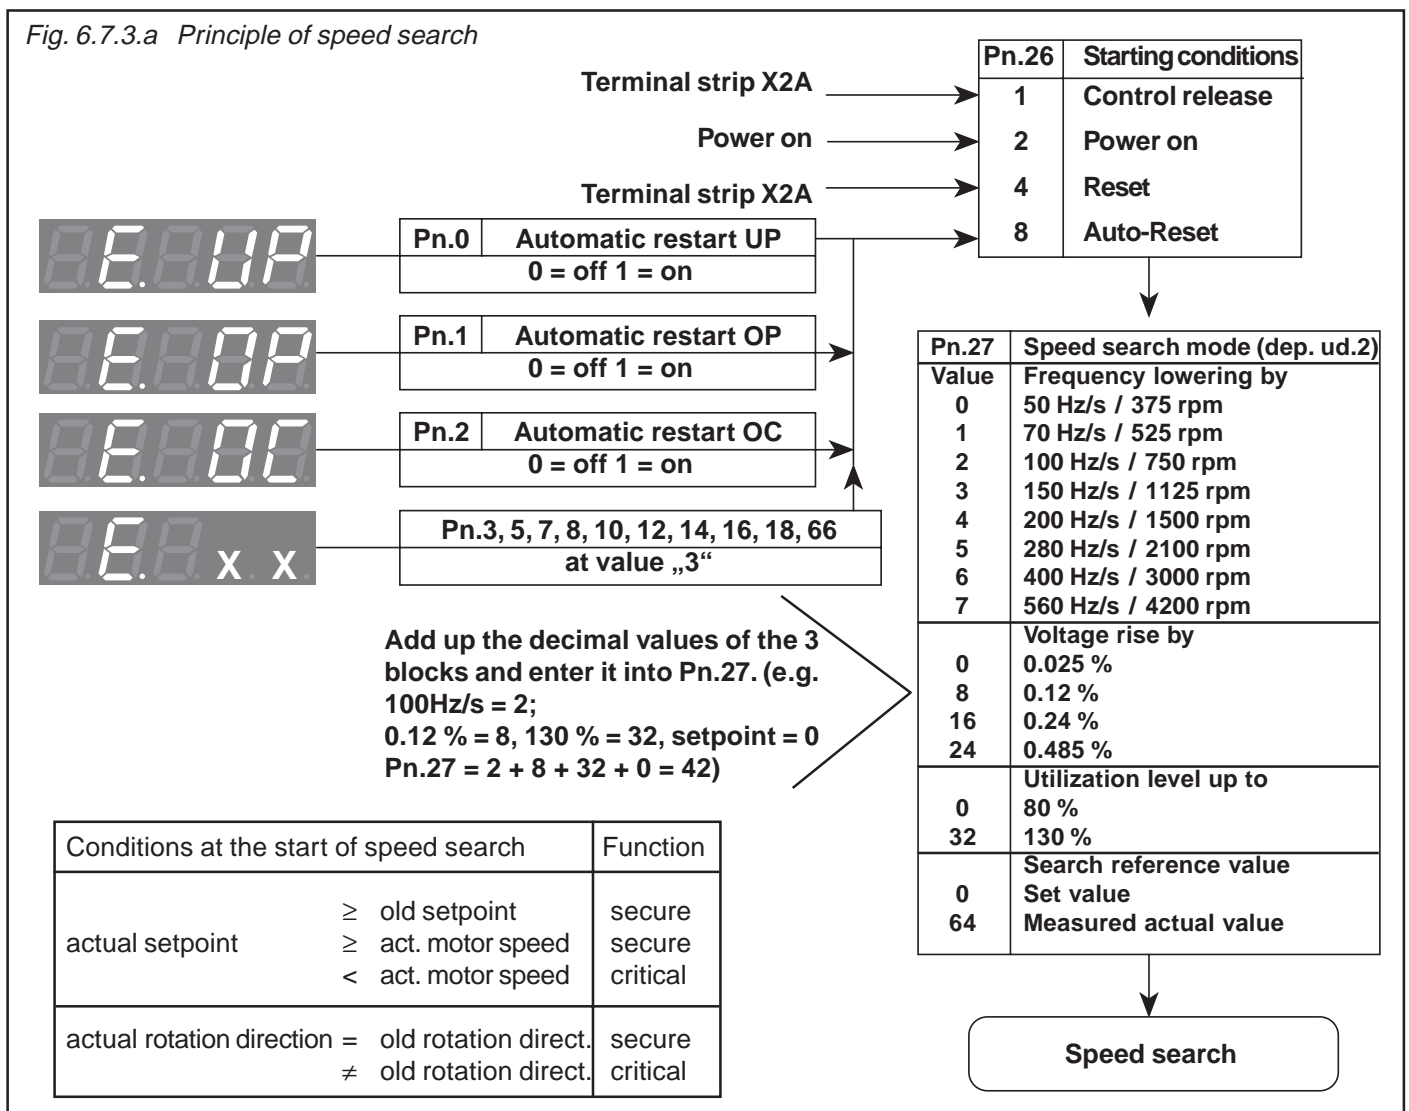 Fig. 6.7.3.a Principle of speed search
Terminal strip X2A
Power on
Terminal strip X2A
Pn.26 Starting conditions
1 Control release
2 Power on
4 Reset
8 Auto-Reset
E. UP
Pn.0 Automatic restart UP
0 = off 1 = on
E. OP
Pn.1 Automatic restart OP
0 = off 1 = on
E. OC
Pn.2 Automatic restart OC
0 = off 1 = on
E. x x
Pn.3, 5, 7, 8, 10, 12, 14, 16, 18, 66
at value „3“
Add up the decimal values of the 3
blocks and enter it into Pn.27. (e.g.
100Hz/s = 2;
0.12 % = 8, 130 % = 32, setpoint = 0
Pn.27 = 2 + 8 + 32 + 0 = 42)
Pn.27 Speed search mode (dep. ud.2)
Value Frequency lowering by
0 50 Hz/s / 375 rpm
1 70 Hz/s / 525 rpm
2 100 Hz/s / 750 rpm
3 150 Hz/s / 1125 rpm
4 200 Hz/s / 1500 rpm
5 280 Hz/s / 2100 rpm
6 400 Hz/s / 3000 rpm
7 560 Hz/s / 4200 rpm
Voltage rise by
0 0.025 %
8 0.12 %
16 0.24 %
24 0.485 %
Utilization level up to
0 80 %
32 130 %
Search reference value
0 Set value
64 Measured actual value
Speed search
Conditions at the start of speed search Function
≥ old setpoint secure
actual setpoint ≥ act. motor speed secure
< act. motor speed critical
actual rotation direction = old rotation direct. secure
≠ old rotation direct. critical